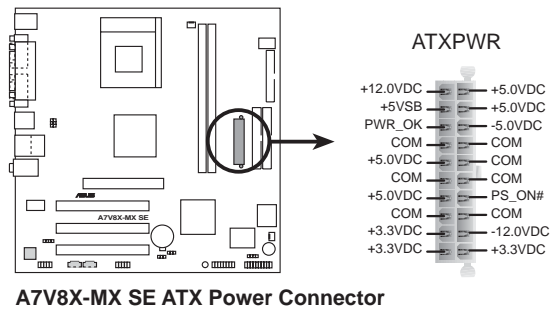 ATXPWR
+12.0VDC +5.0VDC
+5VSB +5.0VDC
PWR_OK -5.0VDC
COM COM
+5.0VDC COM
COM COM
+5.0VDC PS_ON#
COM COM
+3.3VDC -12.0VDC
+3.3VDC +3.3VDC
ASUS
A7V8X-MX SE
A7V8X-MX SE ATX Power Connector